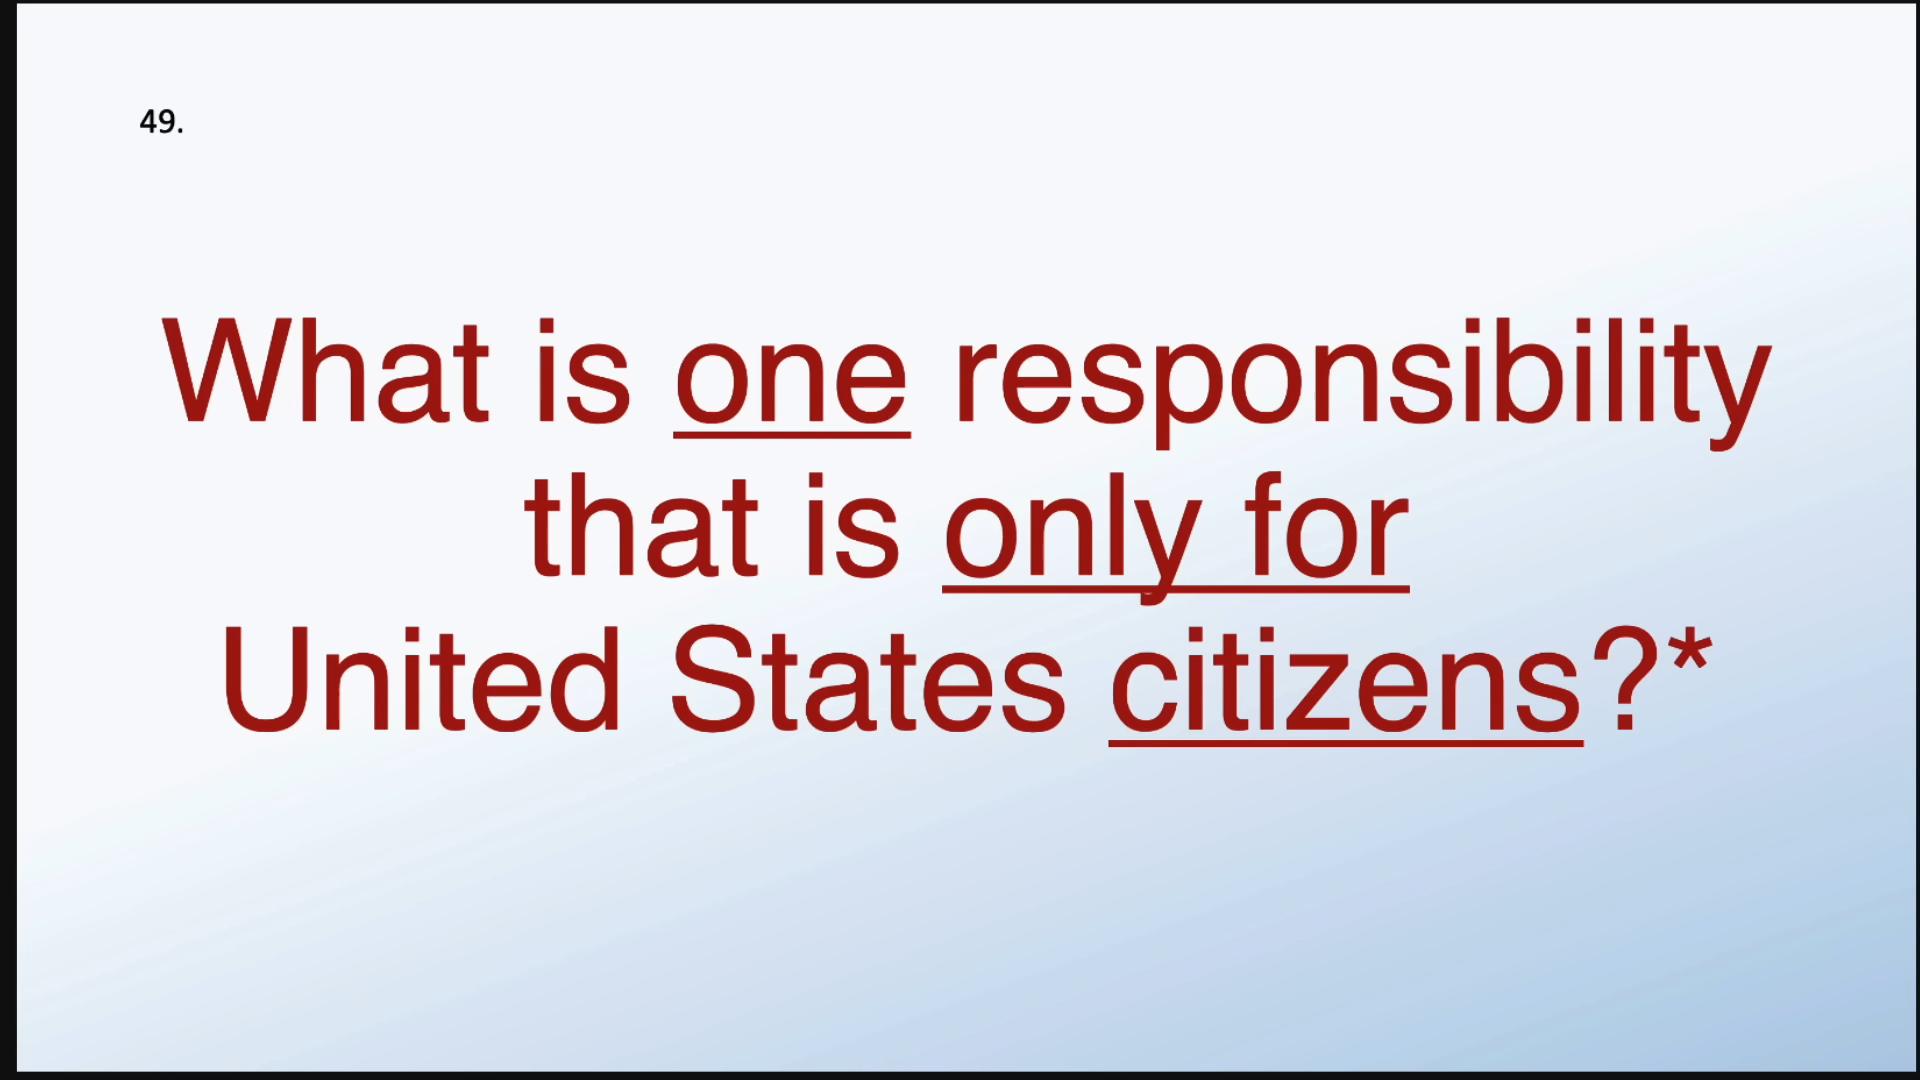 49.
What is one responsibility
that is only for
United States citizens?*